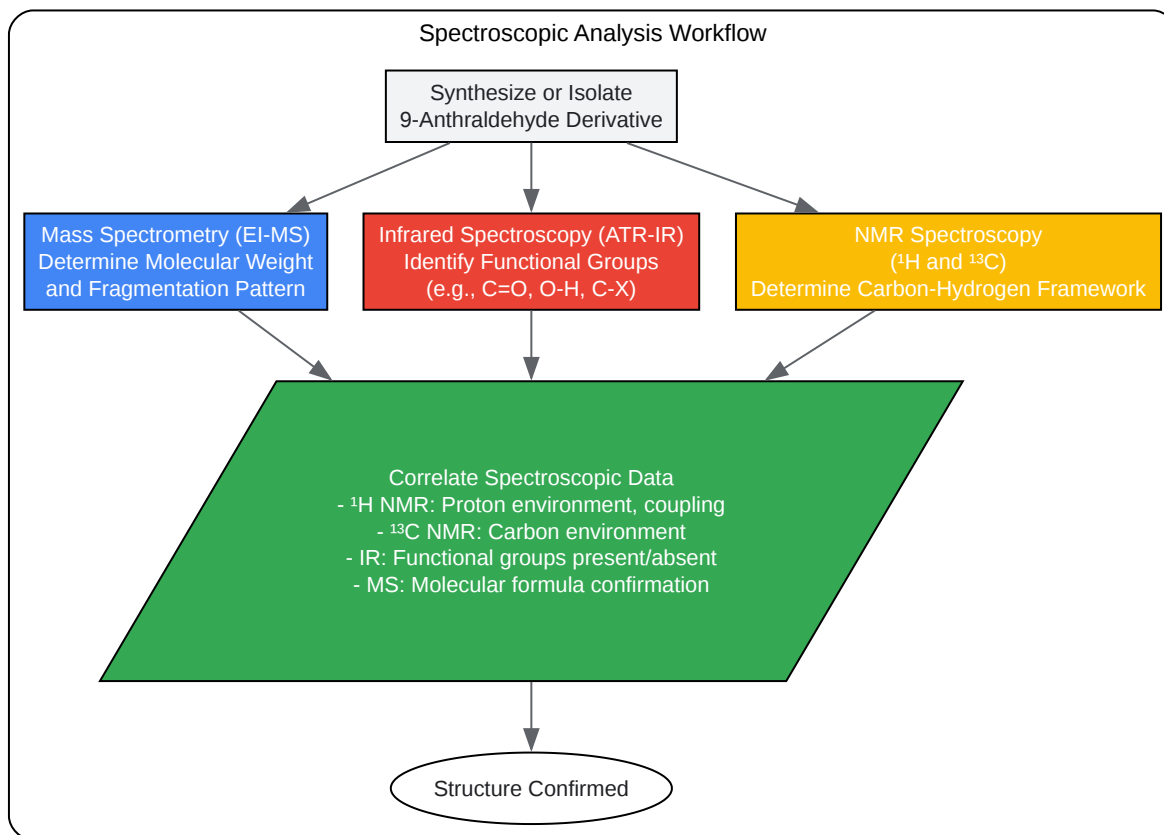 Spectroscopic Analysis Workflow
Synthesize or Isolate
9-Anthraldehyde Derivative
Mass Spectrometry (EI-MS)
Determine Molecular Weight
and Fragmentation Pattern
Infrared Spectroscopy (ATR-IR)
Identify Functional Groups
(e.g., C=O, O-H, C-X)
NMR Spectroscopy
(¹H and ¹³C)
Determine Carbon-Hydrogen Framework
Correlate Spectroscopic Data
- ¹H NMR: Proton environment, coupling
- ¹³C NMR: Carbon environment
- IR: Functional groups present/absent
- MS: Molecular formula confirmation
Structure Confirmed